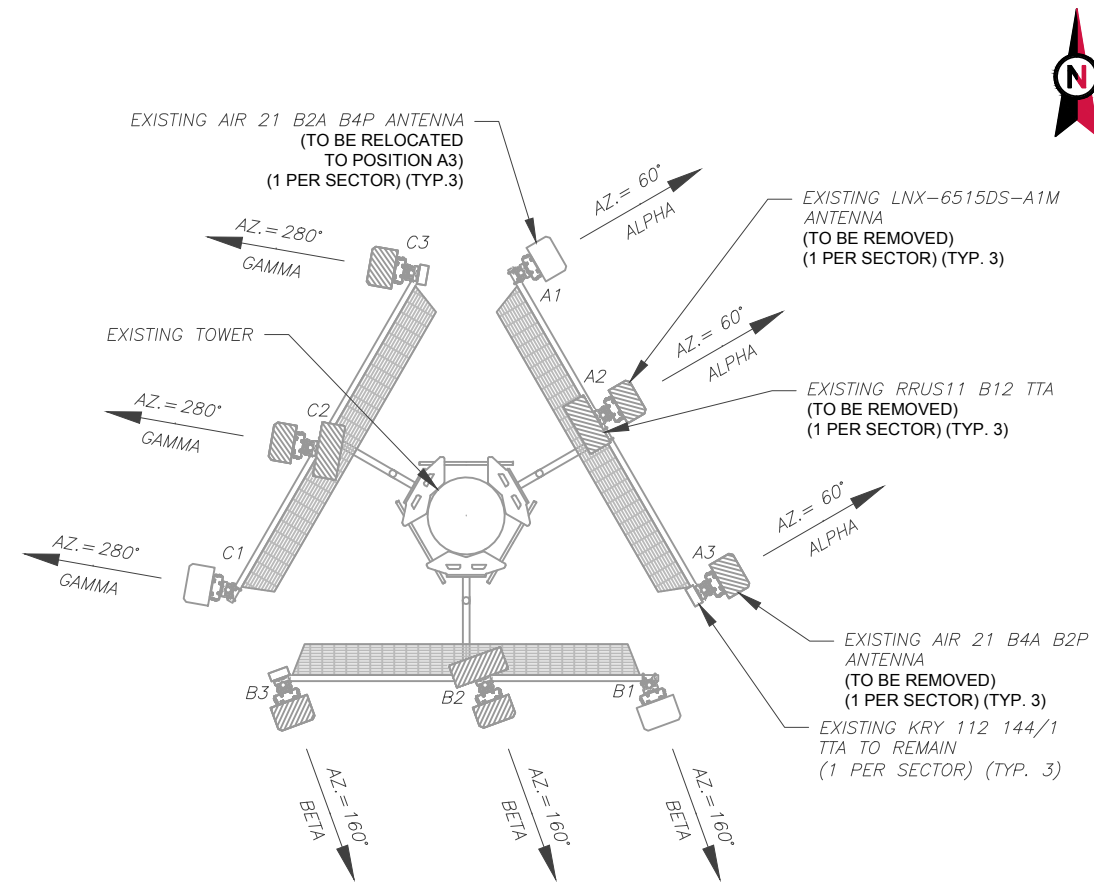 N
EXISTING AIR 21 B2A B4P ANTENNA
(TO BE RELOCATED
TO POSITION A3)
(1 PER SECTOR) (TYP.3)
AZ.= 60°
ALPHA
EXISTING LNX-6515DS-A1M
ANTENNA
(TO BE REMOVED)
(1 PER SECTOR) (TYP. 3)
AZ.=280°
GAMMA
C3
A1
EXISTING TOWER
AZ.= 60°
ALPHA
A2
EXISTING RRUS11 B12 TTA
(TO BE REMOVED)
(1 PER SECTOR) (TYP. 3)
AZ.=280°
GAMMA
C2
AZ.= 60°
ALPHA
A3
AZ.=280°
GAMMA
C1
EXISTING AIR 21 B4A B2P
ANTENNA
(TO BE REMOVED)
(1 PER SECTOR) (TYP. 3)
EXISTING KRY 112 144/1
TTA TO REMAIN
(1 PER SECTOR) (TYP. 3)
B3
B2
B1
AZ.=160°
BETA
AZ.=160°
BETA
AZ.=160°
BETA